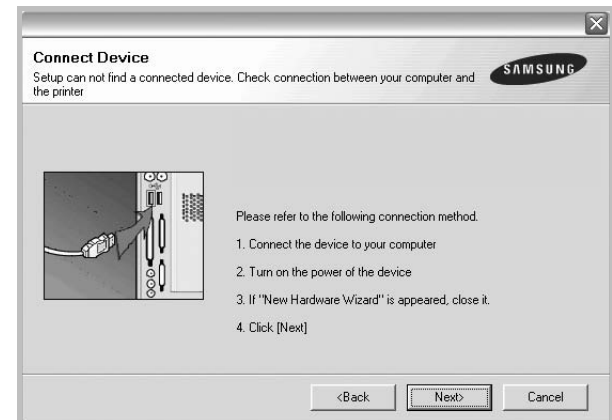 Connect Device
Setup can not find a connected device. Check connection between your computer and
the printer
SAMSUNG
Please refer to the following connection method.
1. Connect the device to your computer
2. Turn on the power of the device
3. If "New Hardware Wizard" is appeared, close it.
4. Click [Next]
<Back
Next>
Cancel